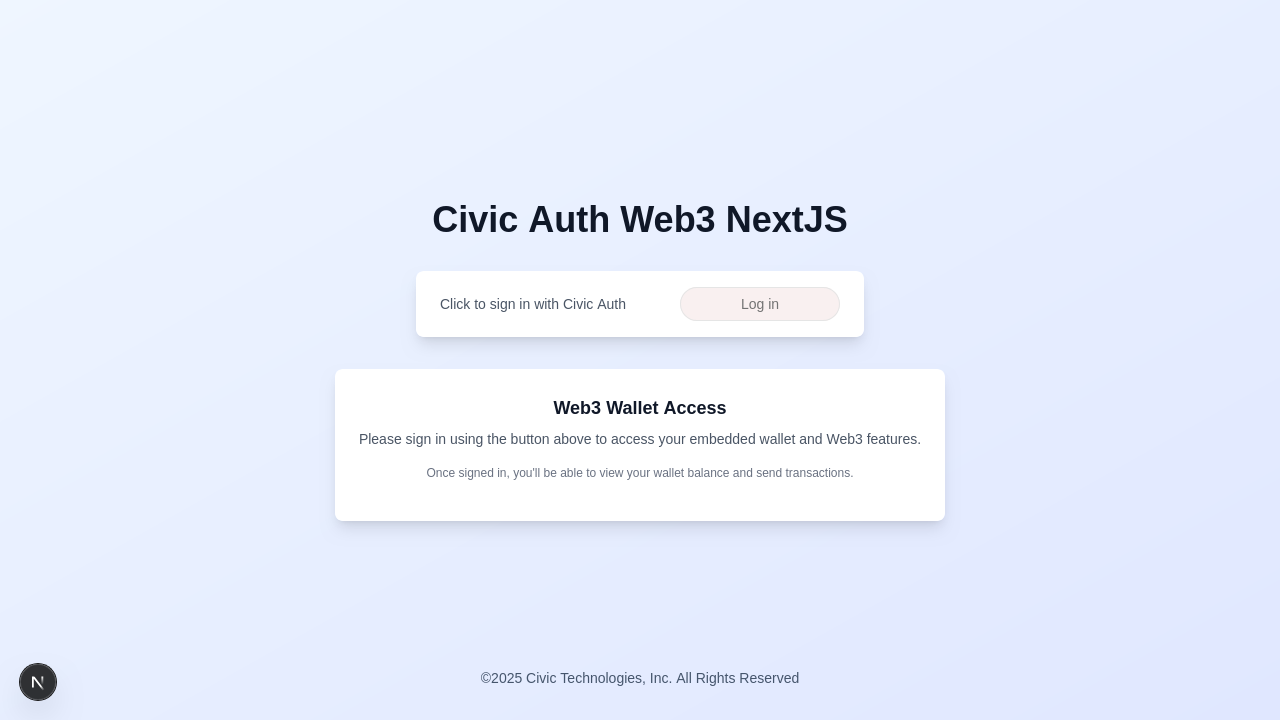 Civic Auth Web3 NextJS
Click to sign in with Civic Auth
Log in
Web3 Wallet Access
Please sign in using the button above to access your embedded wallet and Web3 features.
Once signed in, you'll be able to view your wallet balance and send transactions.
©2025 Civic Technologies, Inc. All Rights Reserved
N